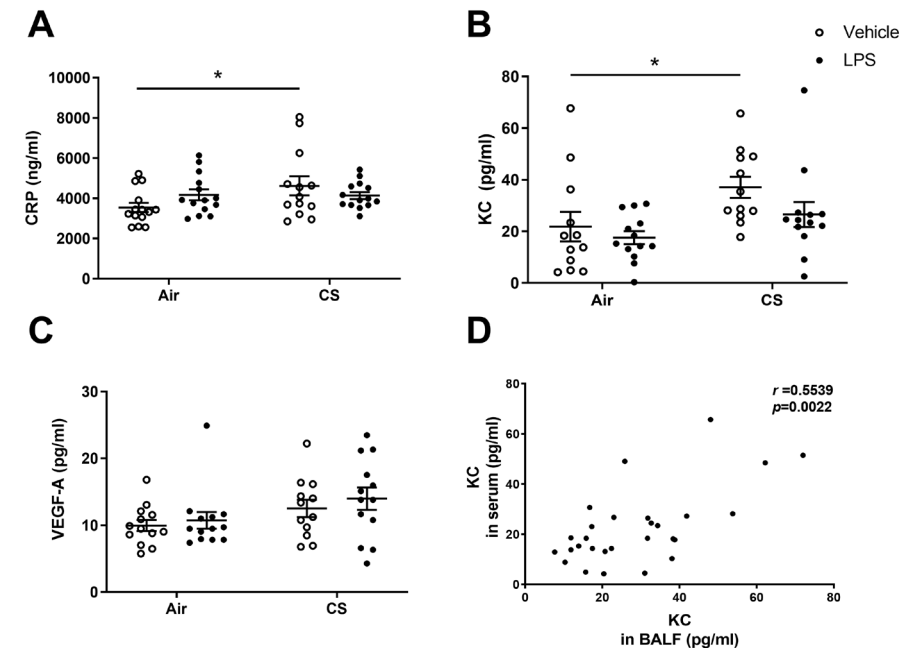 A
CRP (ng/ml)
10000
8000
6000
4000
2000
0
*
Air
CS
B
Vehicle
LPS
KC (pg/ml)
80
60
40
20
0
*
Air
CS
C
VEGF-A (pg/ml)
30
20
10
0
Air
CS
D
KC
in serum (pg/ml)
80
60
40
20
0
r =0.5539
p=0.0022
0
20
40
60
80
KC
in BALF (pg/ml)